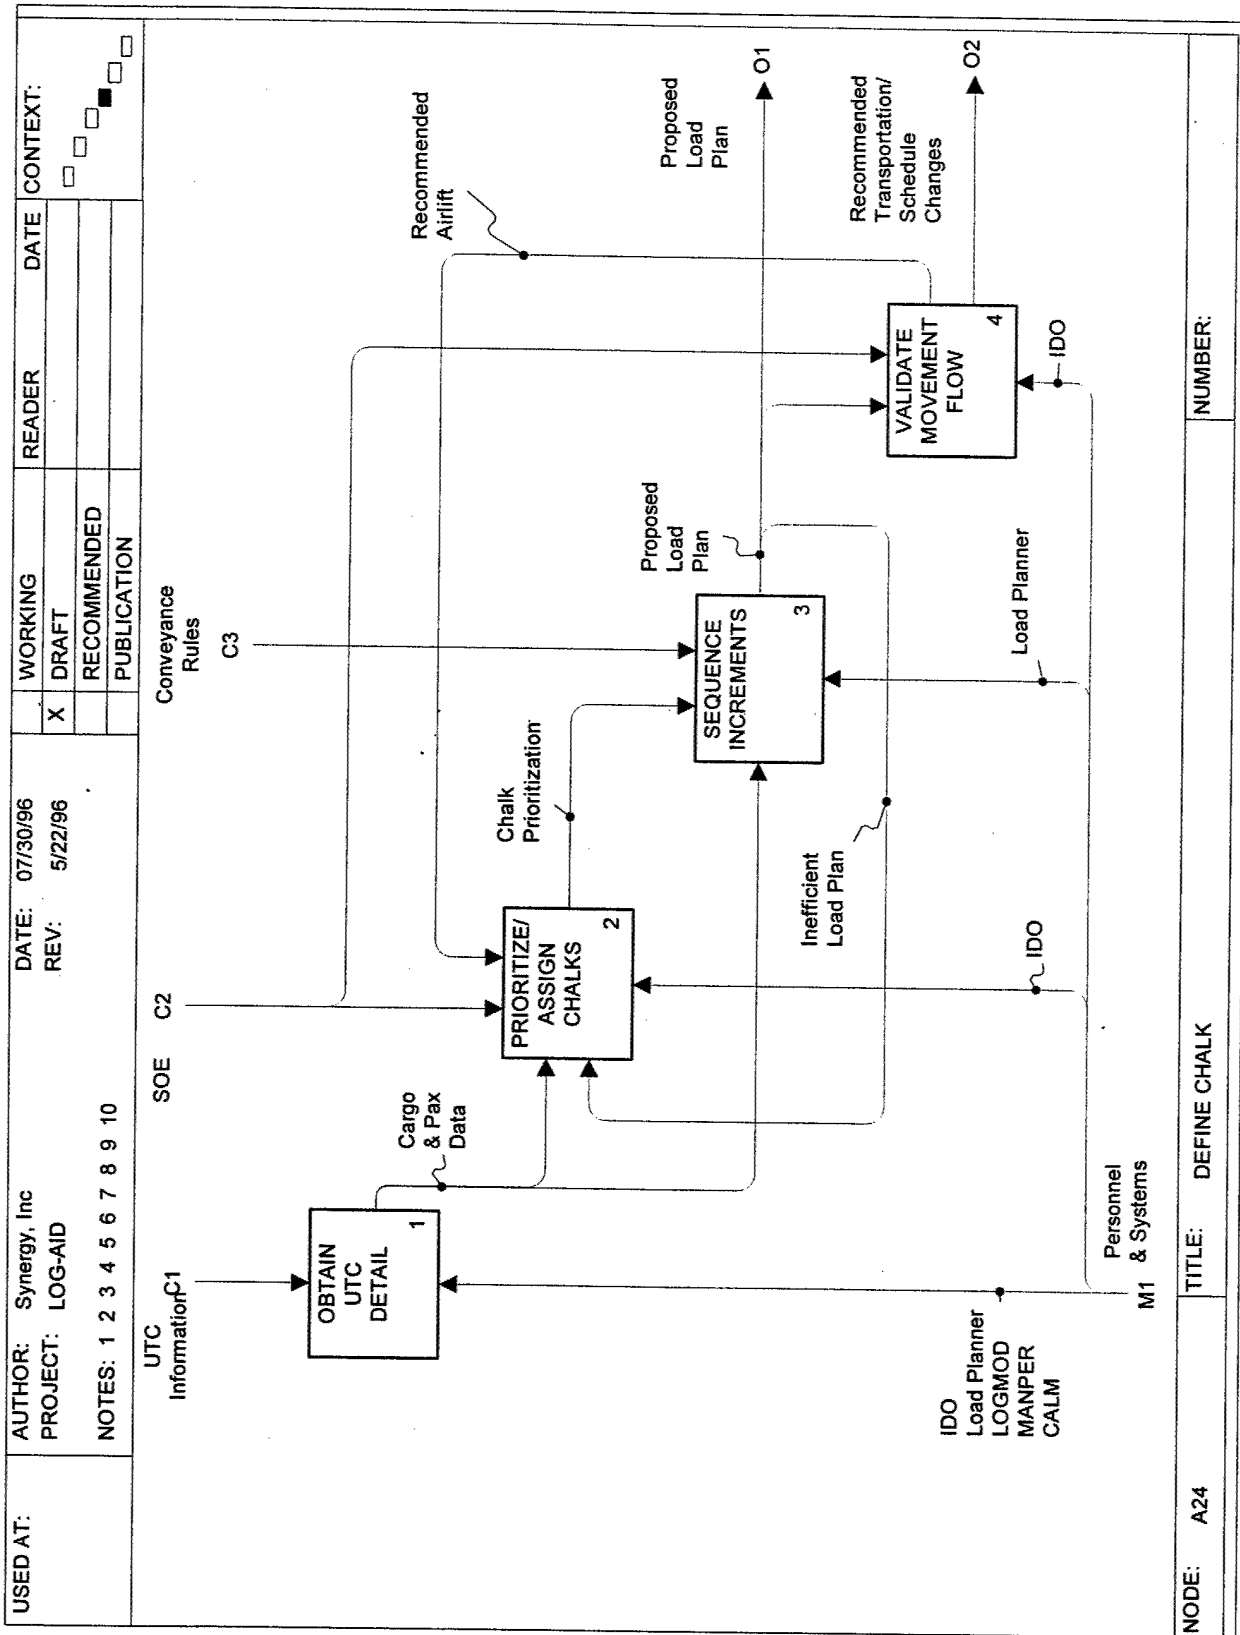 USED AT:
AUTHOR: Synergy, Inc
PROJECT: LOG-AID
NOTES: 1 2 3 4 5 6 7 8 9 10
DATE: 07/30/96
REV: 5/22/96
WORKING
X DRAFT
RECOMMENDED
PUBLICATION
READER DATE
CONTEXT:
UTC
Information
C1
SOE
C2
Conveyance
Rules
C3
Recommended
Airlift
OBTAIN
UTC
DETAIL
1
Cargo
& Pax
Data
PRIORITIZE/
ASSIGN
CHALKS
2
Chalk
Prioritization
SEQUENCE
INCREMENTS
3
Proposed
Load
Plan
Proposed
Load
Plan
O1
Inefficient
Load Plan
VALIDATE
MOVEMENT
FLOW
4
Recommended
Transportation/
Schedule
Changes
O2
IDO
Load Planner
LOGMOD
MANPER
CALM
IDO
Load Planner
IDO
Personnel
& Systems
M1
NODE: A24
TITLE: DEFINE CHALK
NUMBER: